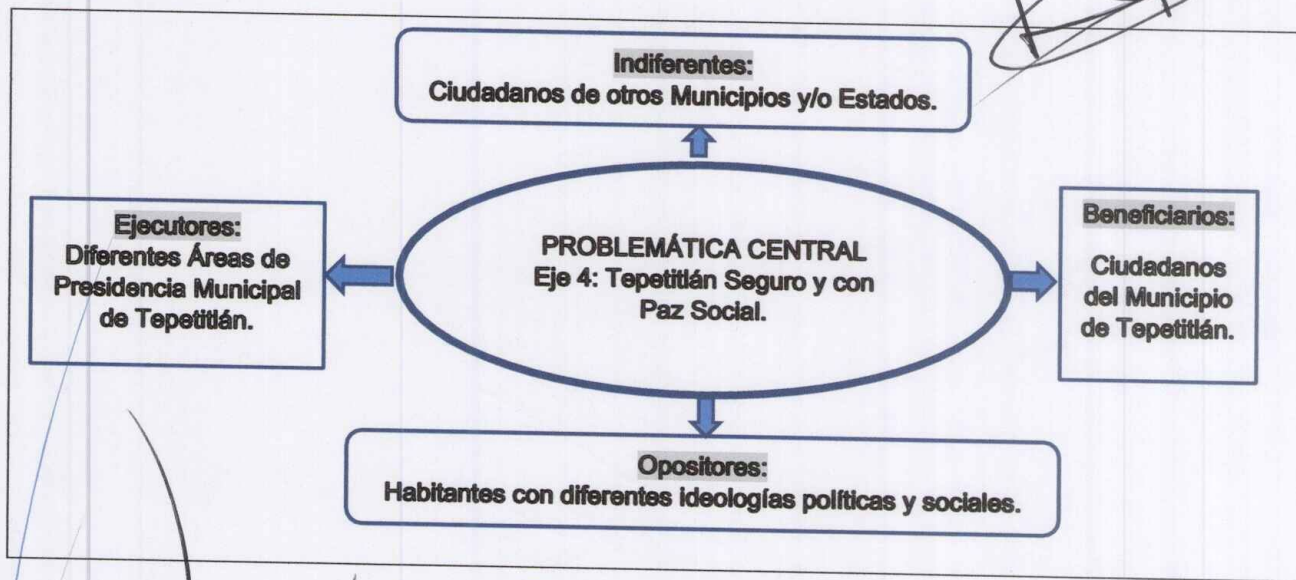 Indiferentes:
Ciudadanos de otros Municipios y/o Estados.
Ejecutores:
Diferentes Áreas de
Presidencia Municipal
de Tepetitlán.
PROBLEMÁTICA CENTRAL
Eje 4: Tepetitlán Seguro y con
Paz Social.
Beneficiarios:
Ciudadanos
del Municipio
de Tepetitlán.
Opositores:
Habitantes con diferentes ideologías políticas y sociales.